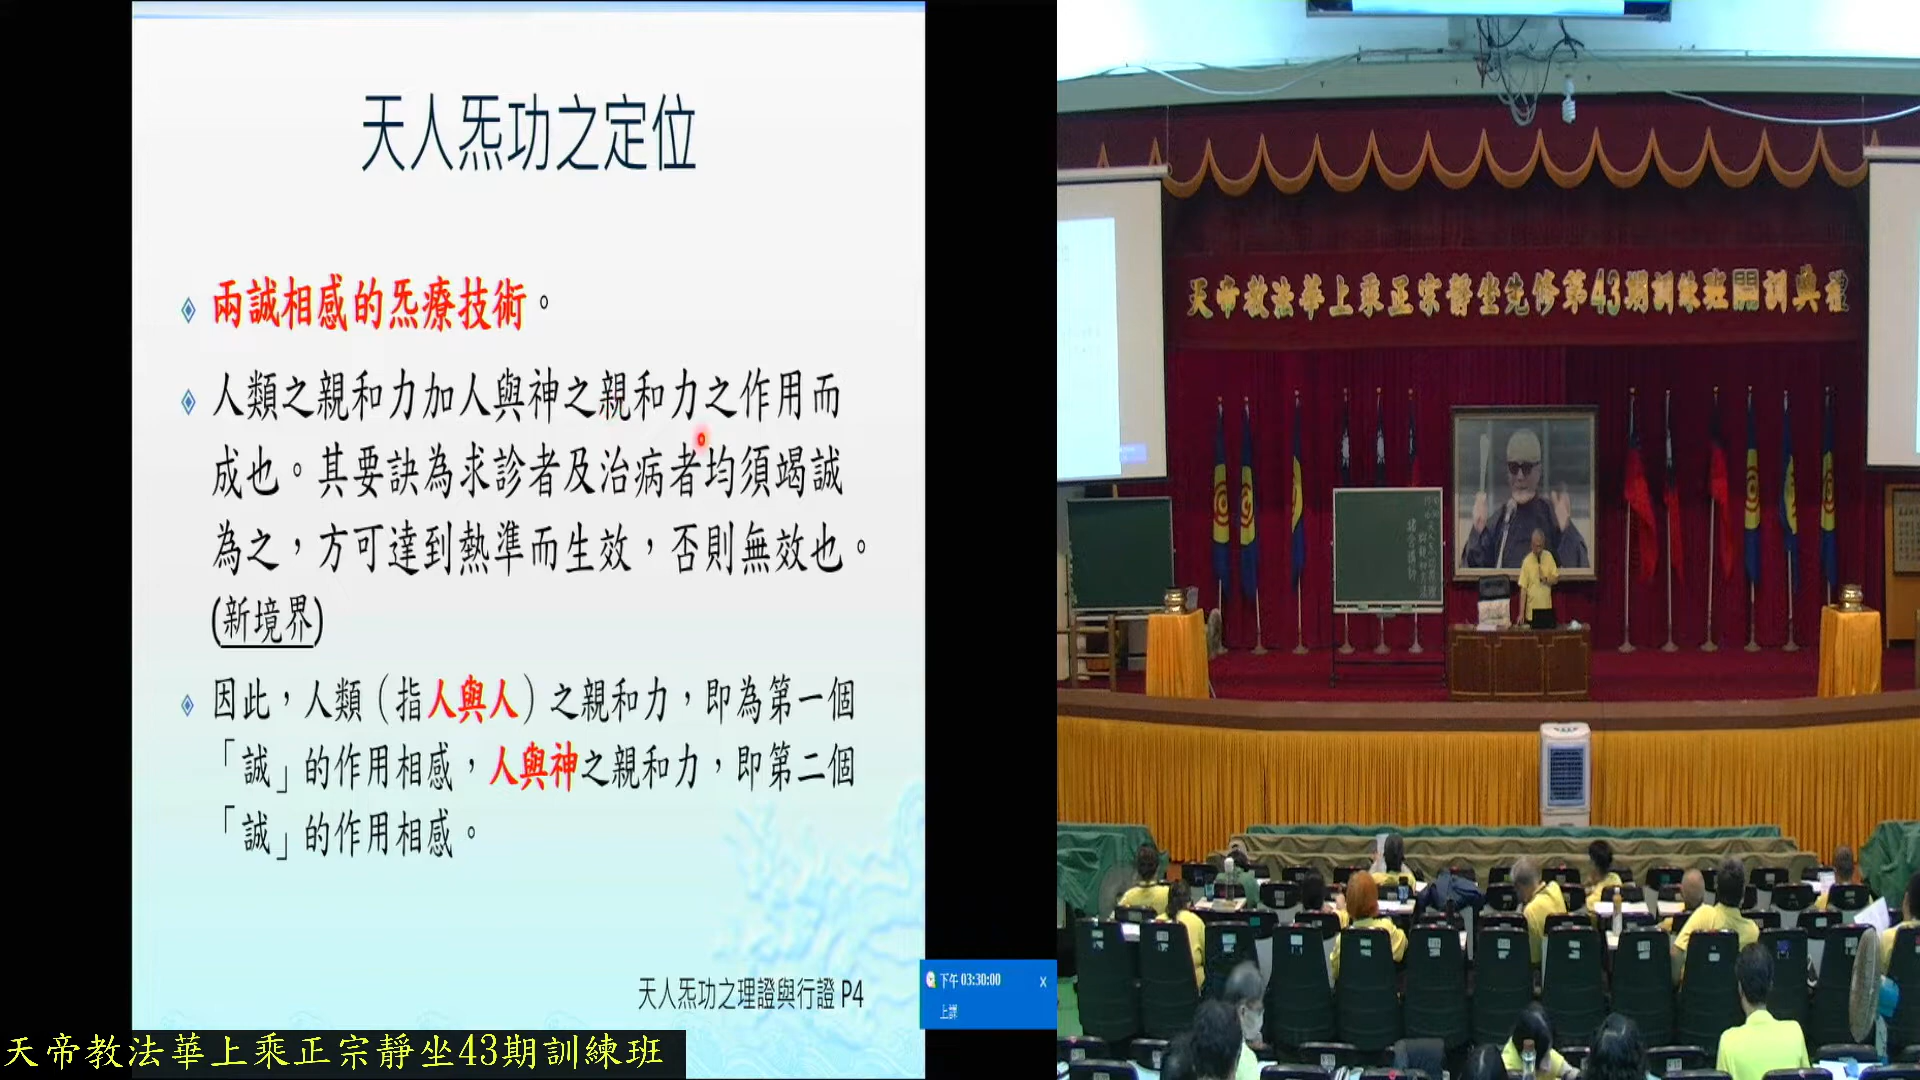 天人炁功之定位
兩誠相感的炁療技術。
人類之親和力加人與神之親和力之作用而
成也。其要訣為求診者及治病者均須竭誠
為之，方可達到熱準而生效，否則無效也。
(新境界)
因此，人類（指人與人）之親和力，即為第一個
「誠」的作用相感，人與神之親和力，即第二個
「誠」的作用相感。
天人炁功之理證與行證 P4
下午 03:30:00
x
上課
天帝教法華上乘正宗靜坐43期訓練班
天帝教法華上乘正宗靜坐先修第43期訓練班開訓典禮